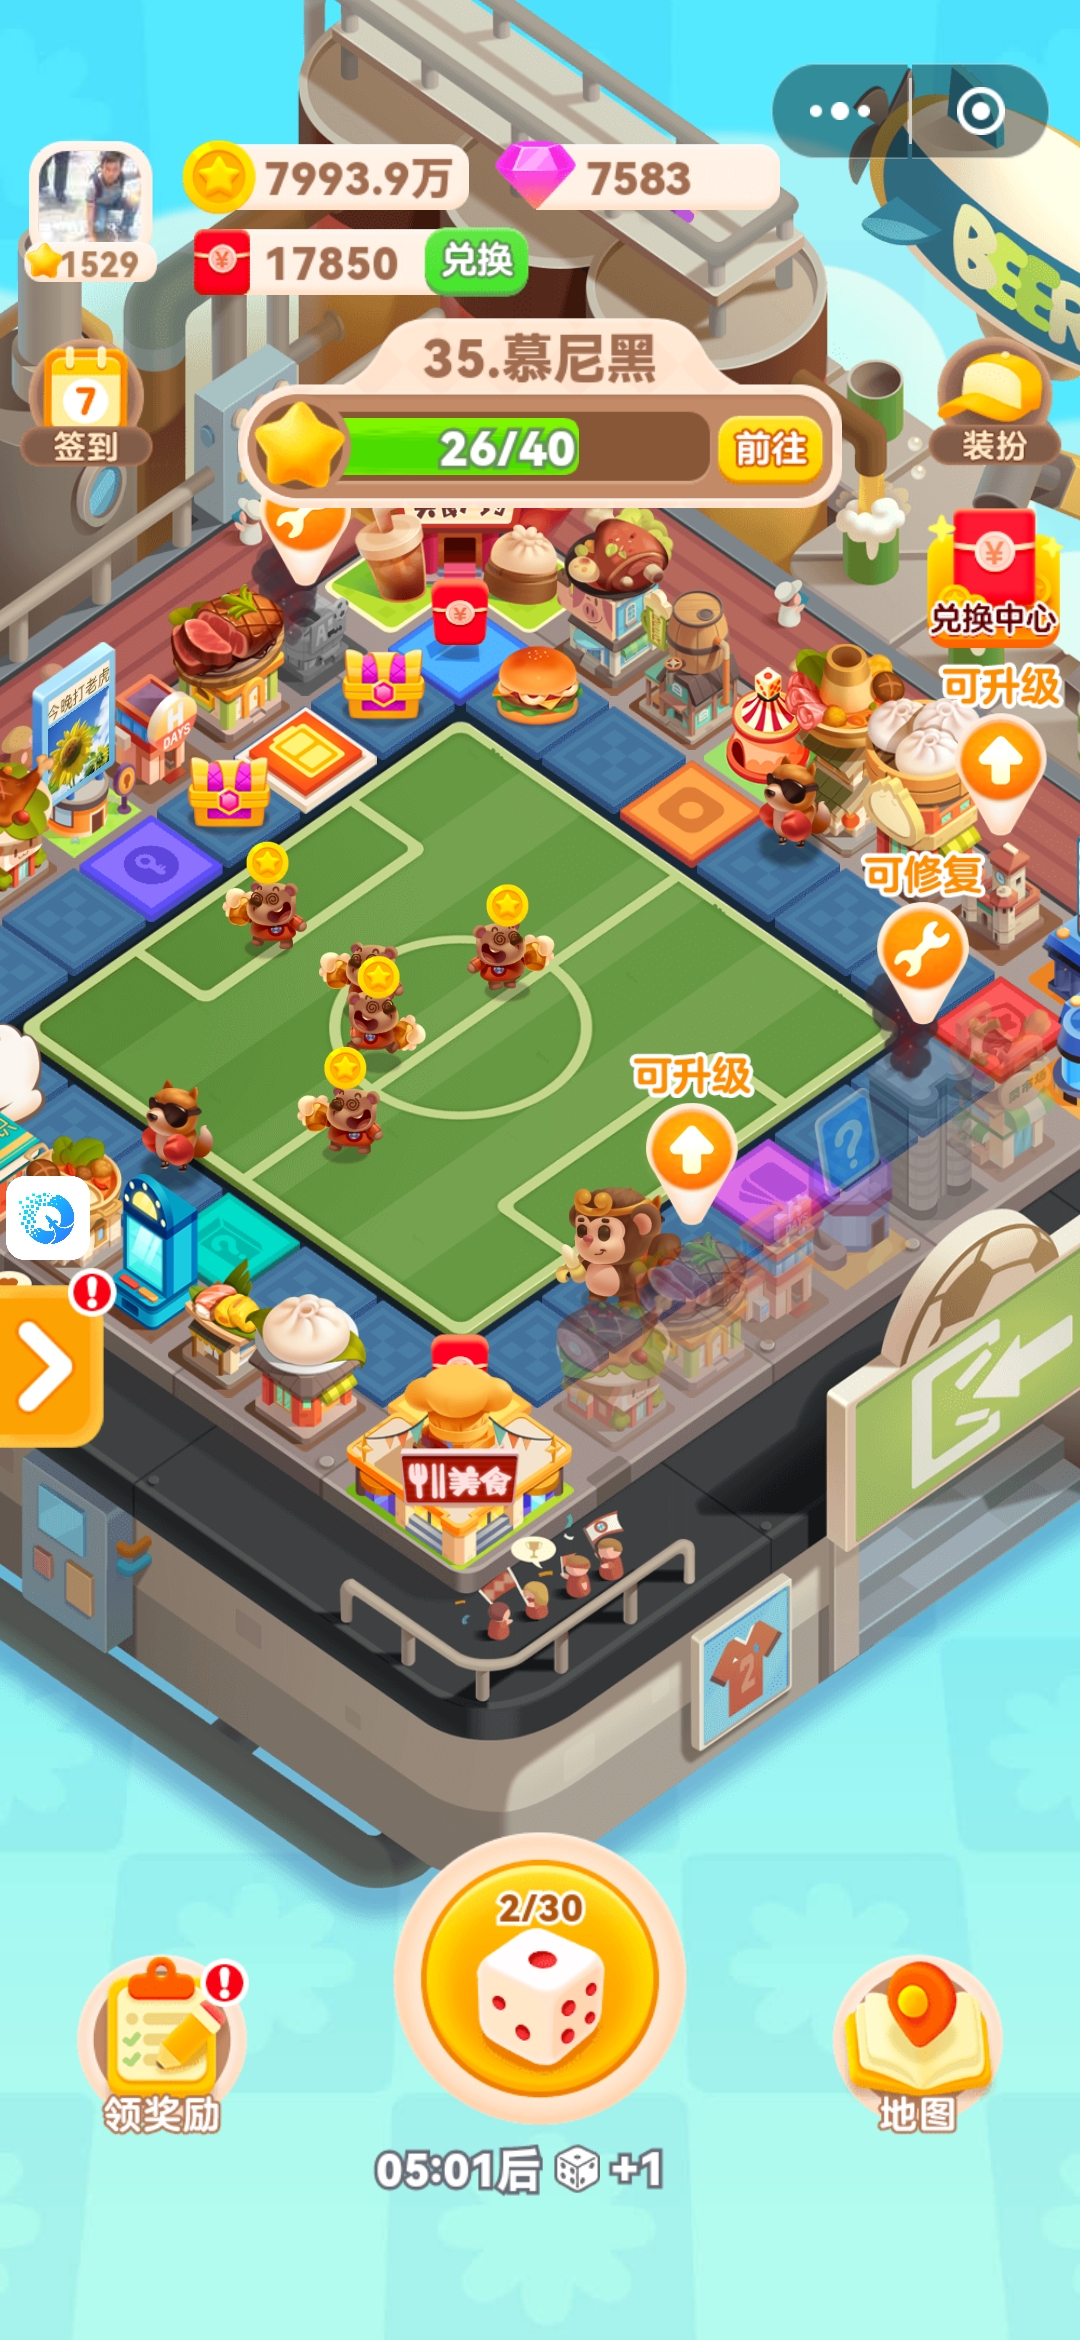 7993.9万
7583
1529
17850
兑换
35.慕尼黑
7
签到
26/40
前往
装扮
BEER
兑换中心
可升级
今晚打老虎
H
DAYS
可修复
可升级
美食
2
2/30
领奖励
地图
05:01后 +1